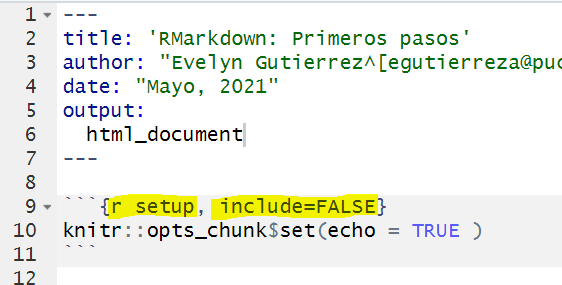 1 ---
2 title: 'RMarkdown: Primeros pasos'
3 author: "Evelyn Gutierrez^[egutierreza@puc
4 date: "Mayo, 2021"
5 output:
6   html_document
7 ---
8
9 ```{r setup, include=FALSE}
10 knitr::opts_chunk$set(echo = TRUE )
11 ```
12